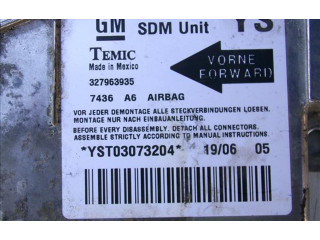 GM SDM Unit YS
TEMIC
Made in Mexico
327963935
VORNE
FORWARD
7436 A6 AIRBAG
VOR JEDER DEMONTAGE ALLE STECKVERBINDUNGEN LOESEN.
MONTAGE NUR NACH EINBAUANLEITUNG.
BEFORE EVERY DISASSEMBLY. DETACH ALL CONNECTORS.
ASSEMBLE STRICTLY ACCORDING TO MANUAL INSTRUCTIONS.
*YST03073204* 19/06 05